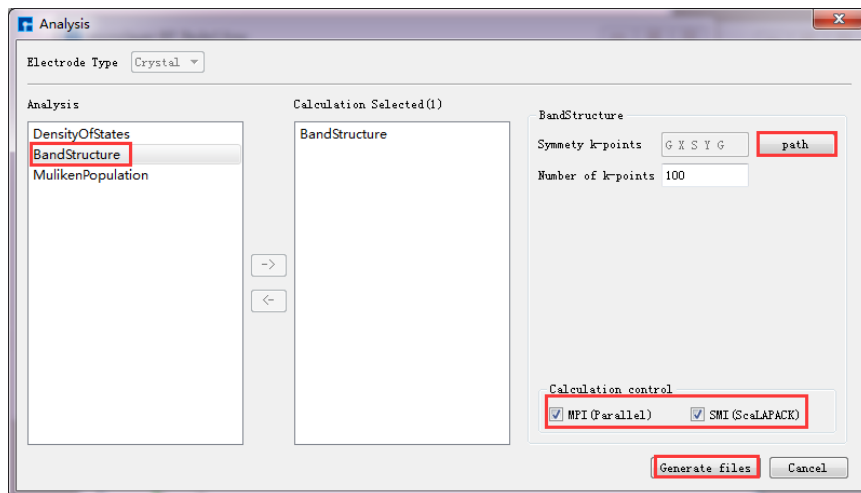 Analysis
Electrode Type Crystal
Analysis
DensityOfStates
BandStructure
MulikenPopulation
->
<-
Calculation Selected(1)
BandStructure
BandStructure
Symmety k-points G X S Y G path
Number of k-points 100
Calculation control
MPI(Parallel) SMI(ScaLAPACK)
Generate files Cancel